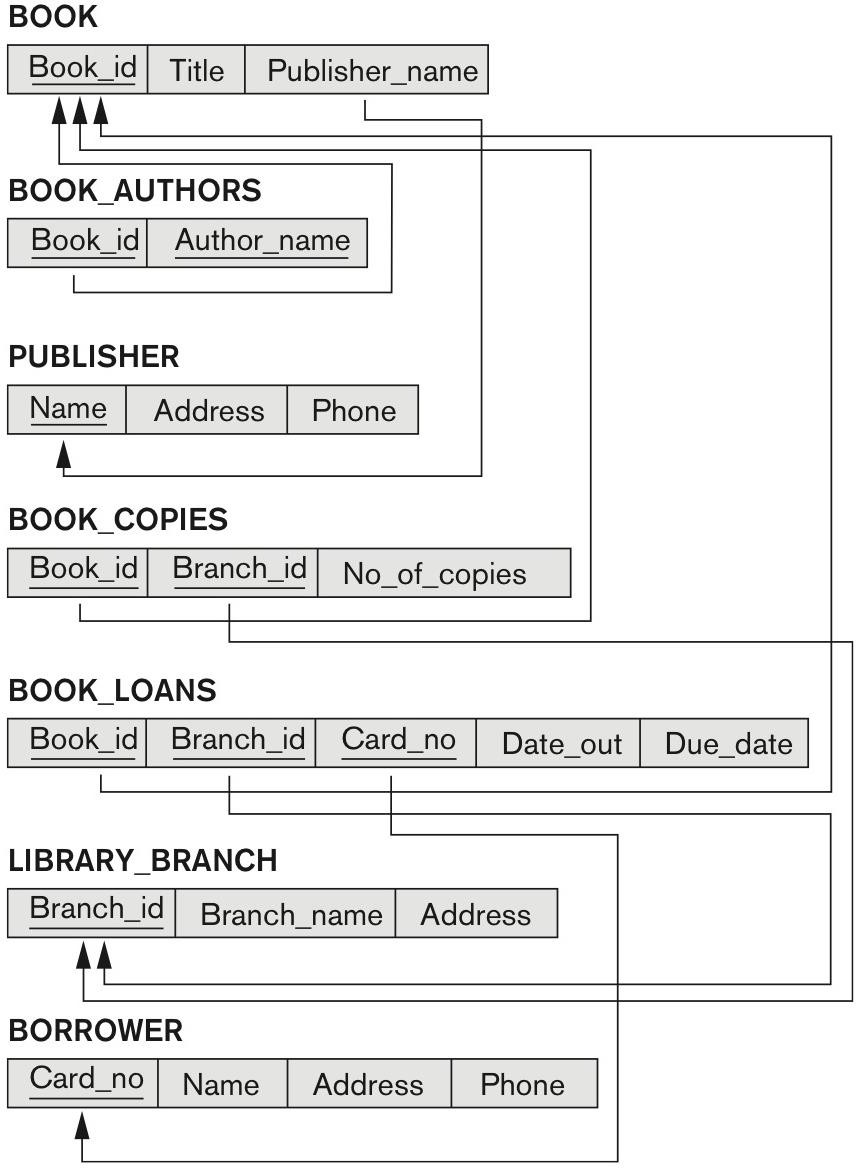 BOOK
Book_id Title Publisher_name
BOOK_AUTHORS
Book_id Author_name
PUBLISHER
Name Address Phone
BOOK_COPIES
Book_id Branch_id No_of_copies
BOOK_LOANS
Book_id Branch_id Card_no Date_out Due_date
LIBRARY_BRANCH
Branch_id Branch_name Address
BORROWER
Card_no Name Address Phone